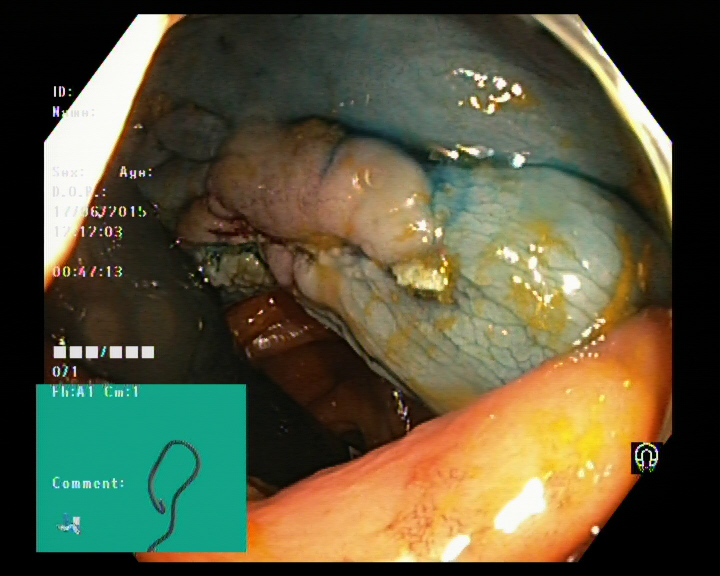 ID:
Name:
Sex: Age:
D.O.B.:
17/06/2015
12:12:03
00:47:13
/
0/1
Eh:A1 Cm:1
Comment: